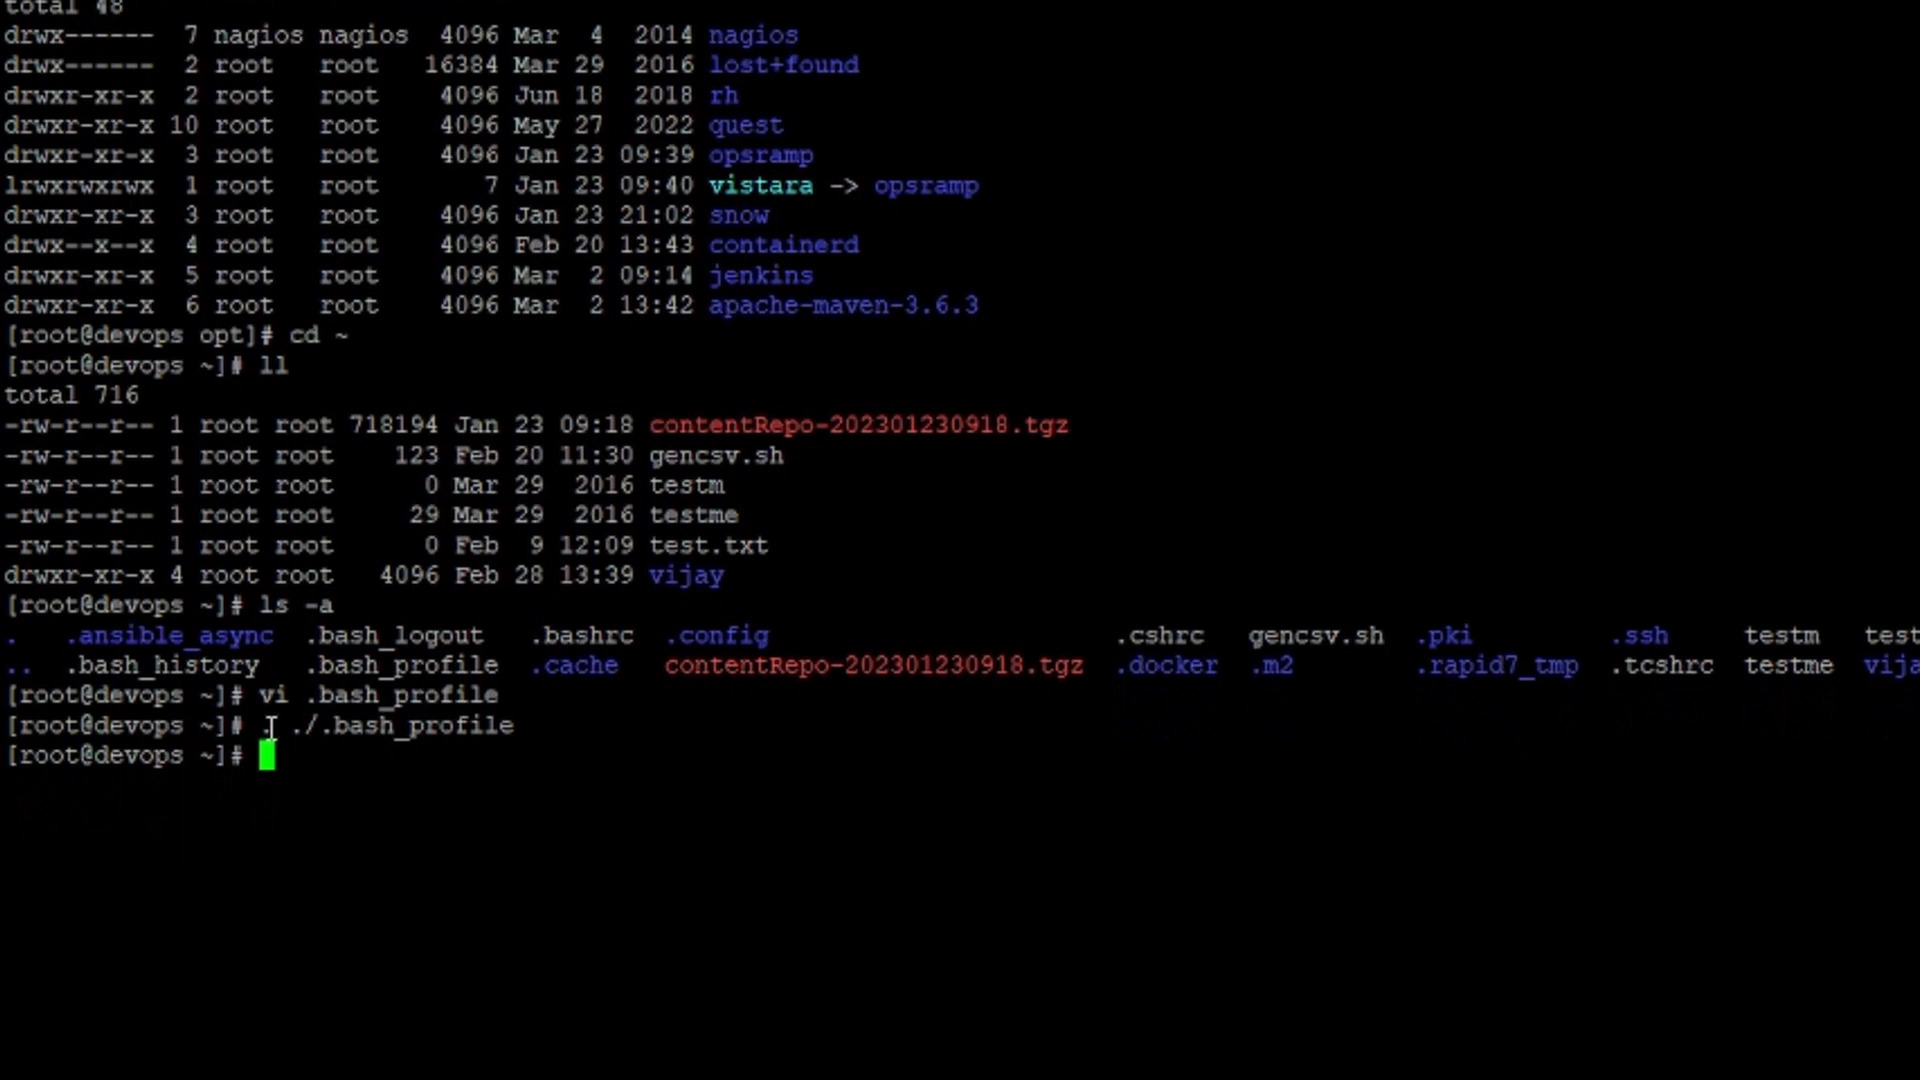 total 48
drwx------  7 nagios nagios  4096 Mar  4  2014 nagios
drwx------  2 root   root   16384 Mar 29  2016 lost+found
drwxr-xr-x  2 root   root    4096 Jun 18  2018 rh
drwxr-xr-x 10 root   root    4096 May 27  2022 quest
drwxr-xr-x  3 root   root    4096 Jan 23 09:39 opsramp
lrwxrwxrwx  1 root   root       7 Jan 23 09:40 vistara -> opsramp
drwxr-xr-x  3 root   root    4096 Jan 23 21:02 snow
drwx--x--x  4 root   root    4096 Feb 20 13:43 containerd
drwxr-xr-x  5 root   root    4096 Mar  2 09:14 jenkins
drwxr-xr-x  6 root   root    4096 Mar  2 13:42 apache-maven-3.6.3
[root@devops opt]# cd ~
[root@devops ~]# ll
total 716
-rw-r--r-- 1 root root 718194 Jan 23 09:18 contentRepo-202301230918.tgz
-rw-r--r-- 1 root root    123 Feb 20 11:30 gencsv.sh
-rw-r--r-- 1 root root      0 Mar 29  2016 testm
-rw-r--r-- 1 root root     29 Mar 29  2016 testme
-rw-r--r-- 1 root root      0 Feb  9 12:09 test.txt
drwxr-xr-x 4 root root   4096 Feb 28 13:39 vijay
[root@devops ~]# ls -a
.   .ansible_async  .bash_logout   .bashrc  .config                       .cshrc   gencsv.sh  .pki         .ssh     testm   test
..  .bash_history   .bash_profile  .cache   contentRepo-202301230918.tgz  .docker  .m2        .rapid7_tmp  .tcshrc  testme  vija
[root@devops ~]# vi .bash_profile
[root@devops ~]# . ./.bash_profile
[root@devops ~]#